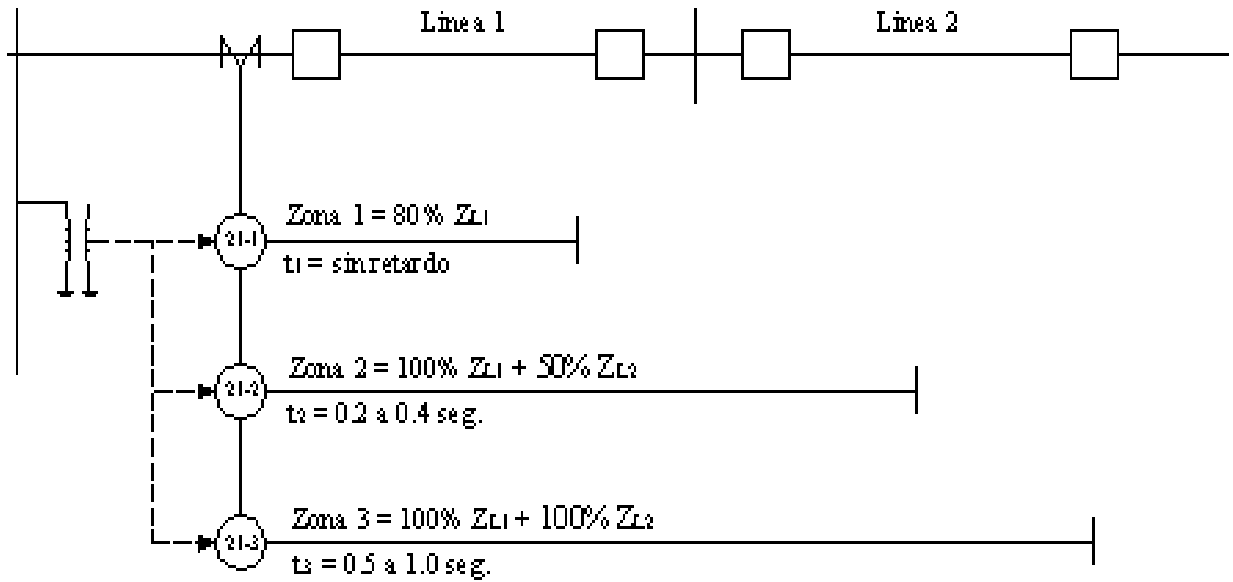 Línea 1
Línea 2
Zona 1 = 80% ZL1
21-1
t1 = sin retardo
Zona 2 = 100% ZL1 + 50% ZL2
21-2
t2 = 0.2 a 0.4 seg.
Zona 3 = 100% ZL1 + 100% ZL2
21-3
t3 = 0.5 a 1.0 seg.